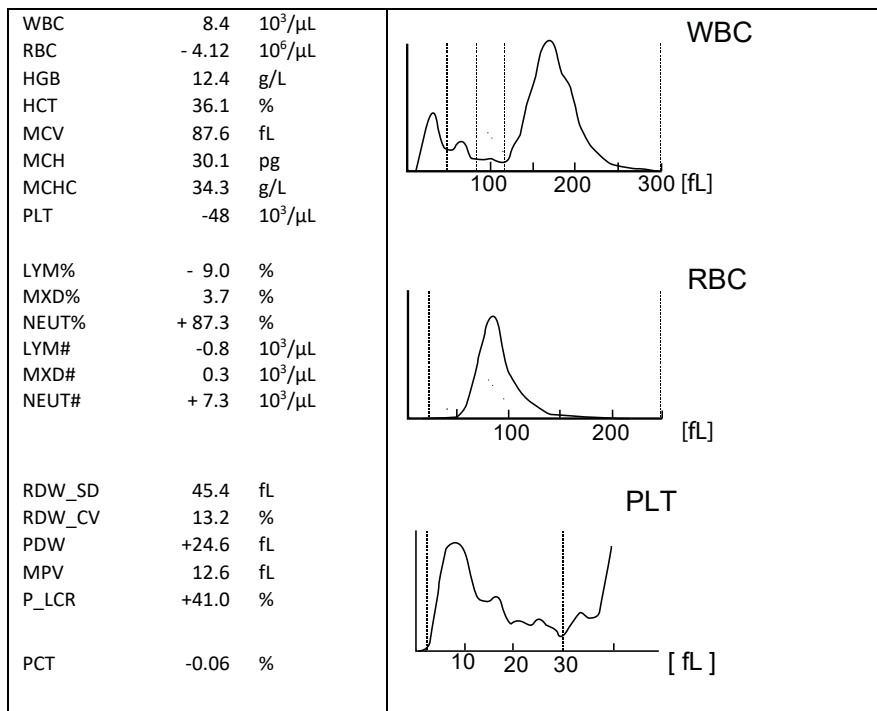 WBC 8.4 10³/µL
RBC - 4.12 10⁶/µL
HGB 12.4 g/L
HCT 36.1 %
MCV 87.6 fL
MCH 30.1 pg
MCHC 34.3 g/L
PLT -48 10³/µL
LYM% - 9.0 %
MXD% 3.7 %
NEUT% + 87.3 %
LYM# -0.8 10³/µL
MXD# 0.3 10³/µL
NEUT# + 7.3 10³/µL
RDW_SD 45.4 fL
RDW_CV 13.2 %
PDW +24.6 fL
MPV 12.6 fL
P_LCR +41.0 %
PCT -0.06 %
WBC
100 200 300 [fL]
RBC
100 200 [fL]
PLT
10 20 30 [ fL ]